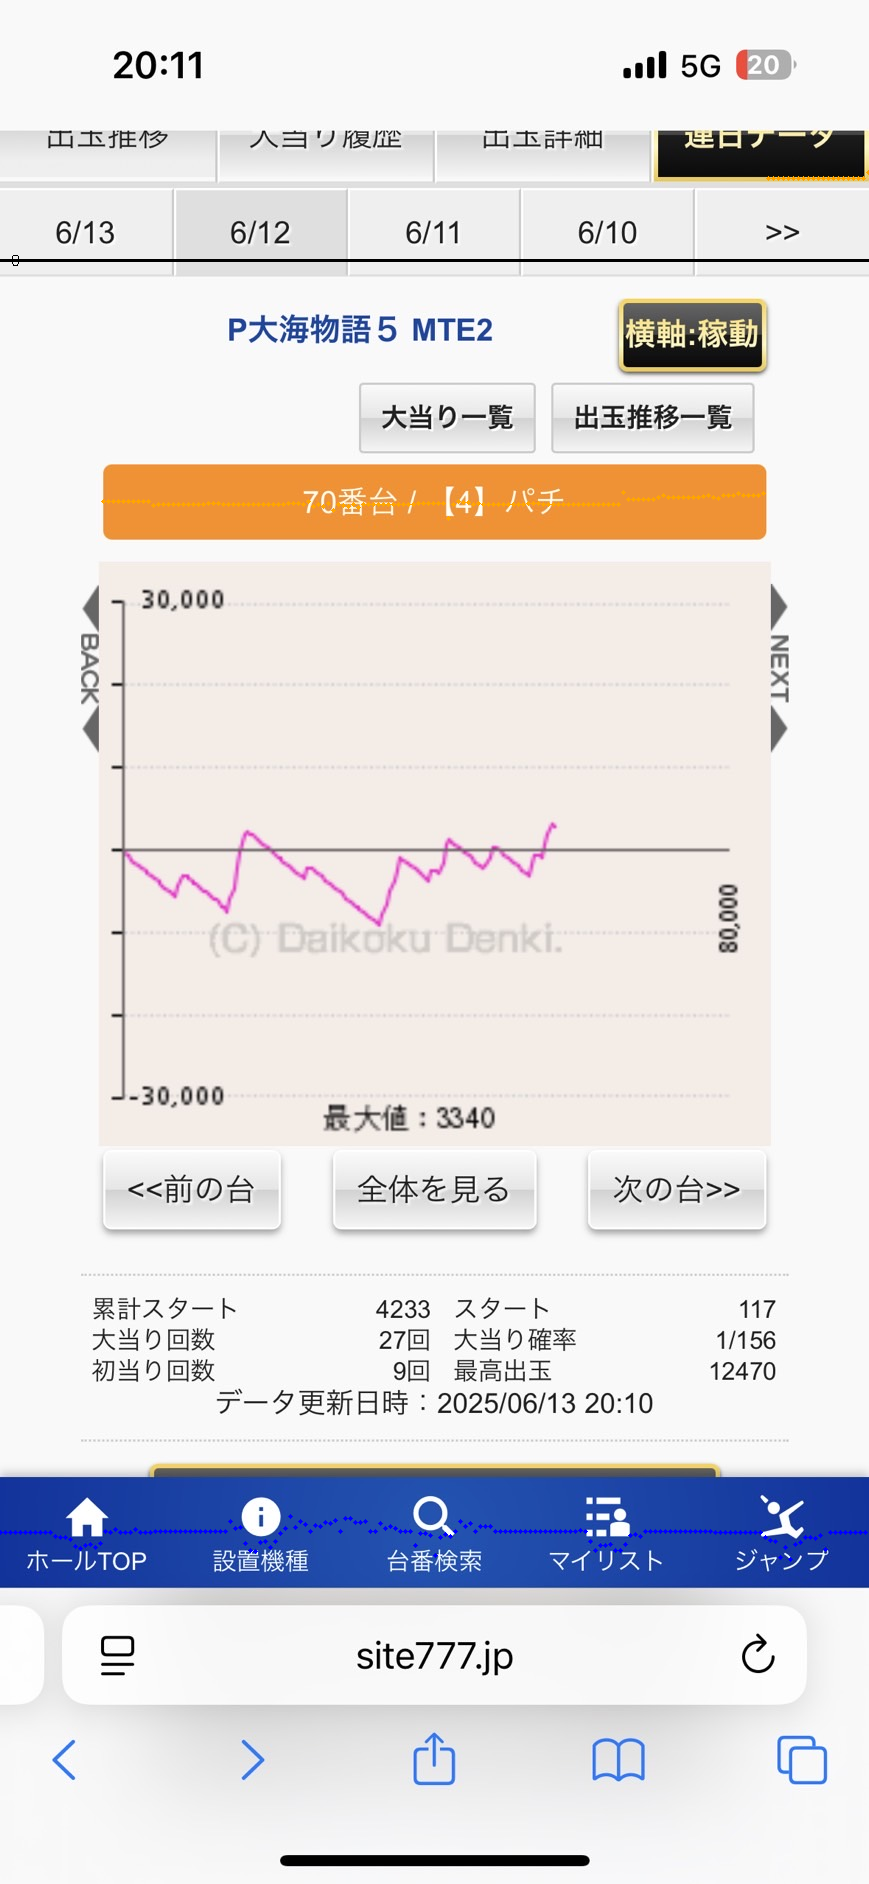 20:11 5G 20
出玉推移 大当り履歴 出玉詳細 連日データ
6/13 6/12 6/11 6/10 >>
0
P大海物語5 MTE2 横軸:稼動
大当り一覧 出玉推移一覧
70番台 / 【4】 パチ
30,000
BACK
NEXT
80,000
(C) Daikoku Denki.
-30,000
最大値：3340
<<前の台 全体を見る 次の台>>
累計スタート 4233 スタート 117
大当り回数 27回 大当り確率 1/156
初当り回数 9回 最高出玉 12470
データ更新日時：2025/06/13 20:10
ホールTOP 設置機種 台番検索 マイリスト ジャンプ
site777.jp